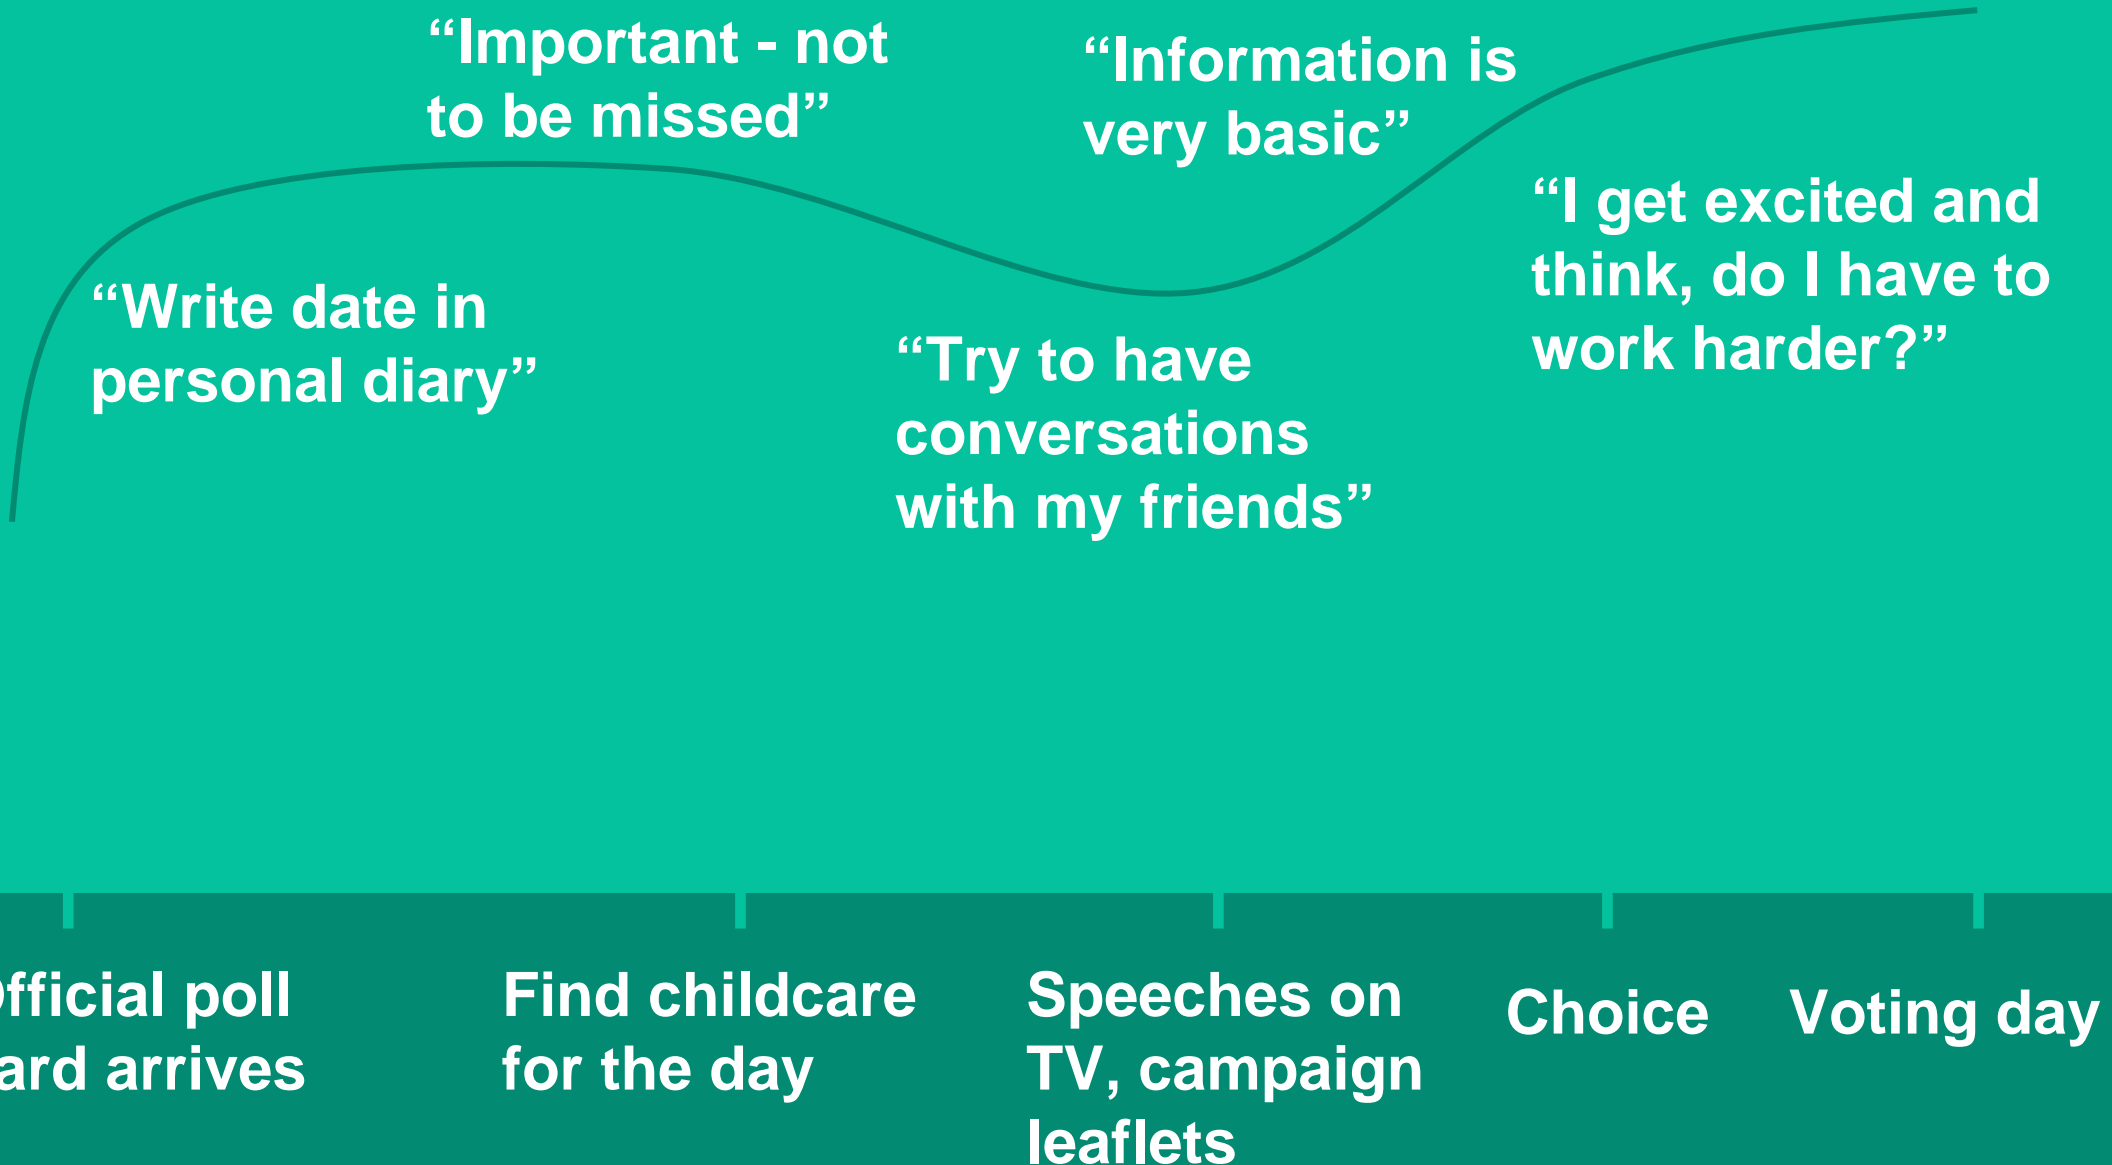 “Important - not
to be missed”
“Information is
very basic”
“I get excited and
think, do I have to
work harder?”
“Write date in
personal diary”
“Try to have
conversations
with my friends”
fficial poll
ard arrives
Find childcare
for the day
Speeches on
TV, campaign
leaflets
Choice
Voting day